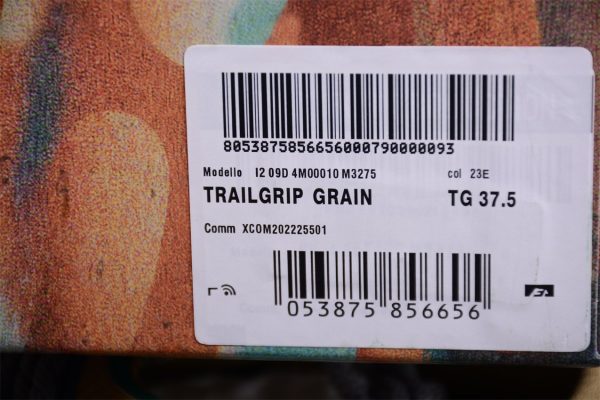 8053875856656000790000093
Modello I2 09D 4M00010 M3275 col 23E
TRAILGRIP GRAIN TG 37.5
Comm XCOM202225501
053875 856656